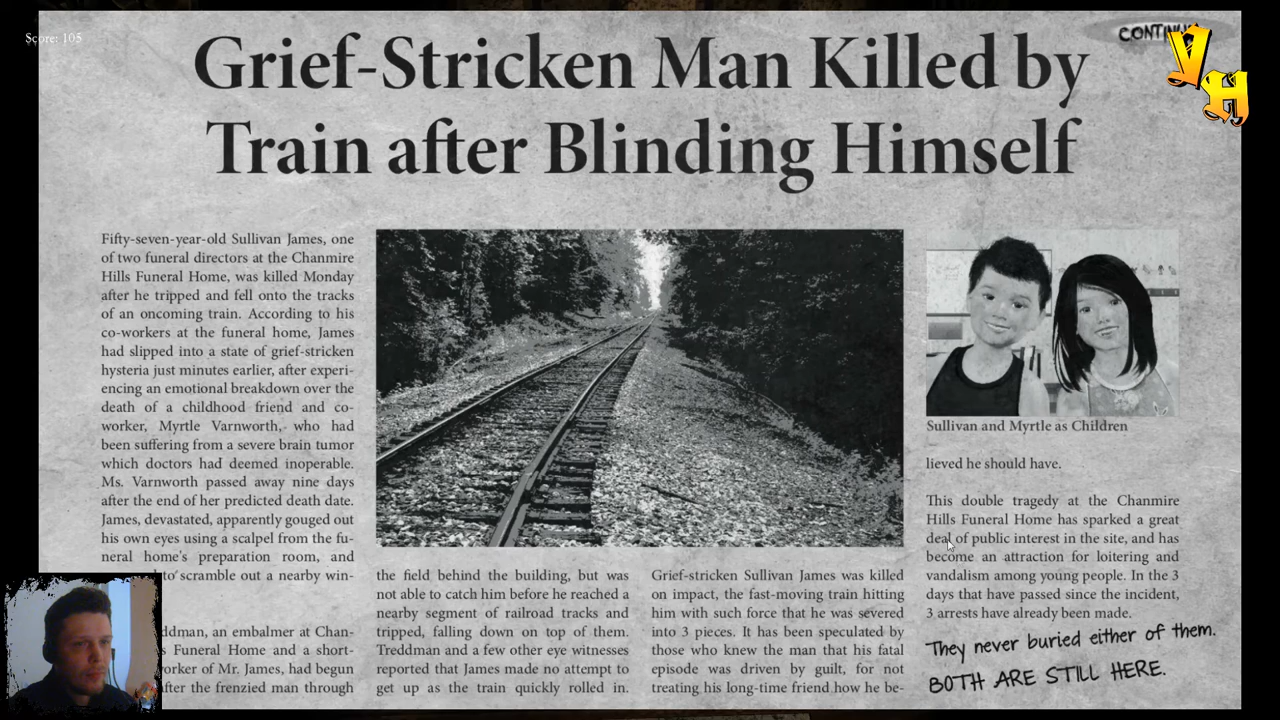 Score: 105
VH
Grief-Stricken Man Killed by
Train after Blinding Himself
Fifty-seven-year-old Sullivan James, one
of two funeral directors at the Chanmire
Hills Funeral Home, was killed Monday
after he tripped and fell onto the tracks
of an oncoming train. According to his
co-workers at the funeral home, James
had slipped into a state of grief-stricken
hysteria just minutes earlier, after experi-
encing an emotional breakdown over the
death of a childhood friend and co-
worker, Myrtle Varnworth, who had
been suffering from a severe brain tumor
which doctors had deemed inoperable.
Ms. Varnworth passed away nine days
after the end of her predicted death date.
James, devastated, apparently gouged out
his own eyes using a scalpel from the fu-
neral home's preparation room, and
to scramble out a nearby win-
ddman, an embalmer at Chan-
s Funeral Home and a short-
orker of Mr. James, had begun
fter the frenzied man through
the field behind the building, but was
not able to catch him before he reached a
nearby segment of railroad tracks and
tripped, falling down on top of them.
Treddman and a few other eye witnesses
reported that James made no attempt to
get up as the train quickly rolled in.
Grief-stricken Sullivan James was killed
on impact, the fast-moving train hitting
him with such force that he was severed
into 3 pieces. It has been speculated by
those who knew the man that his fatal
episode was driven by guilt, for not
treating his long-time friend how he be-
Sullivan and Myrtle as Children
lieved he should have.
This double tragedy at the Chanmire
Hills Funeral Home has sparked a great
deal of public interest in the site, and has
become an attraction for loitering and
vandalism among young people. In the 3
days that have passed since the incident,
3 arrests have already been made.
They never buried either of them.
BOTH ARE STILL HERE.